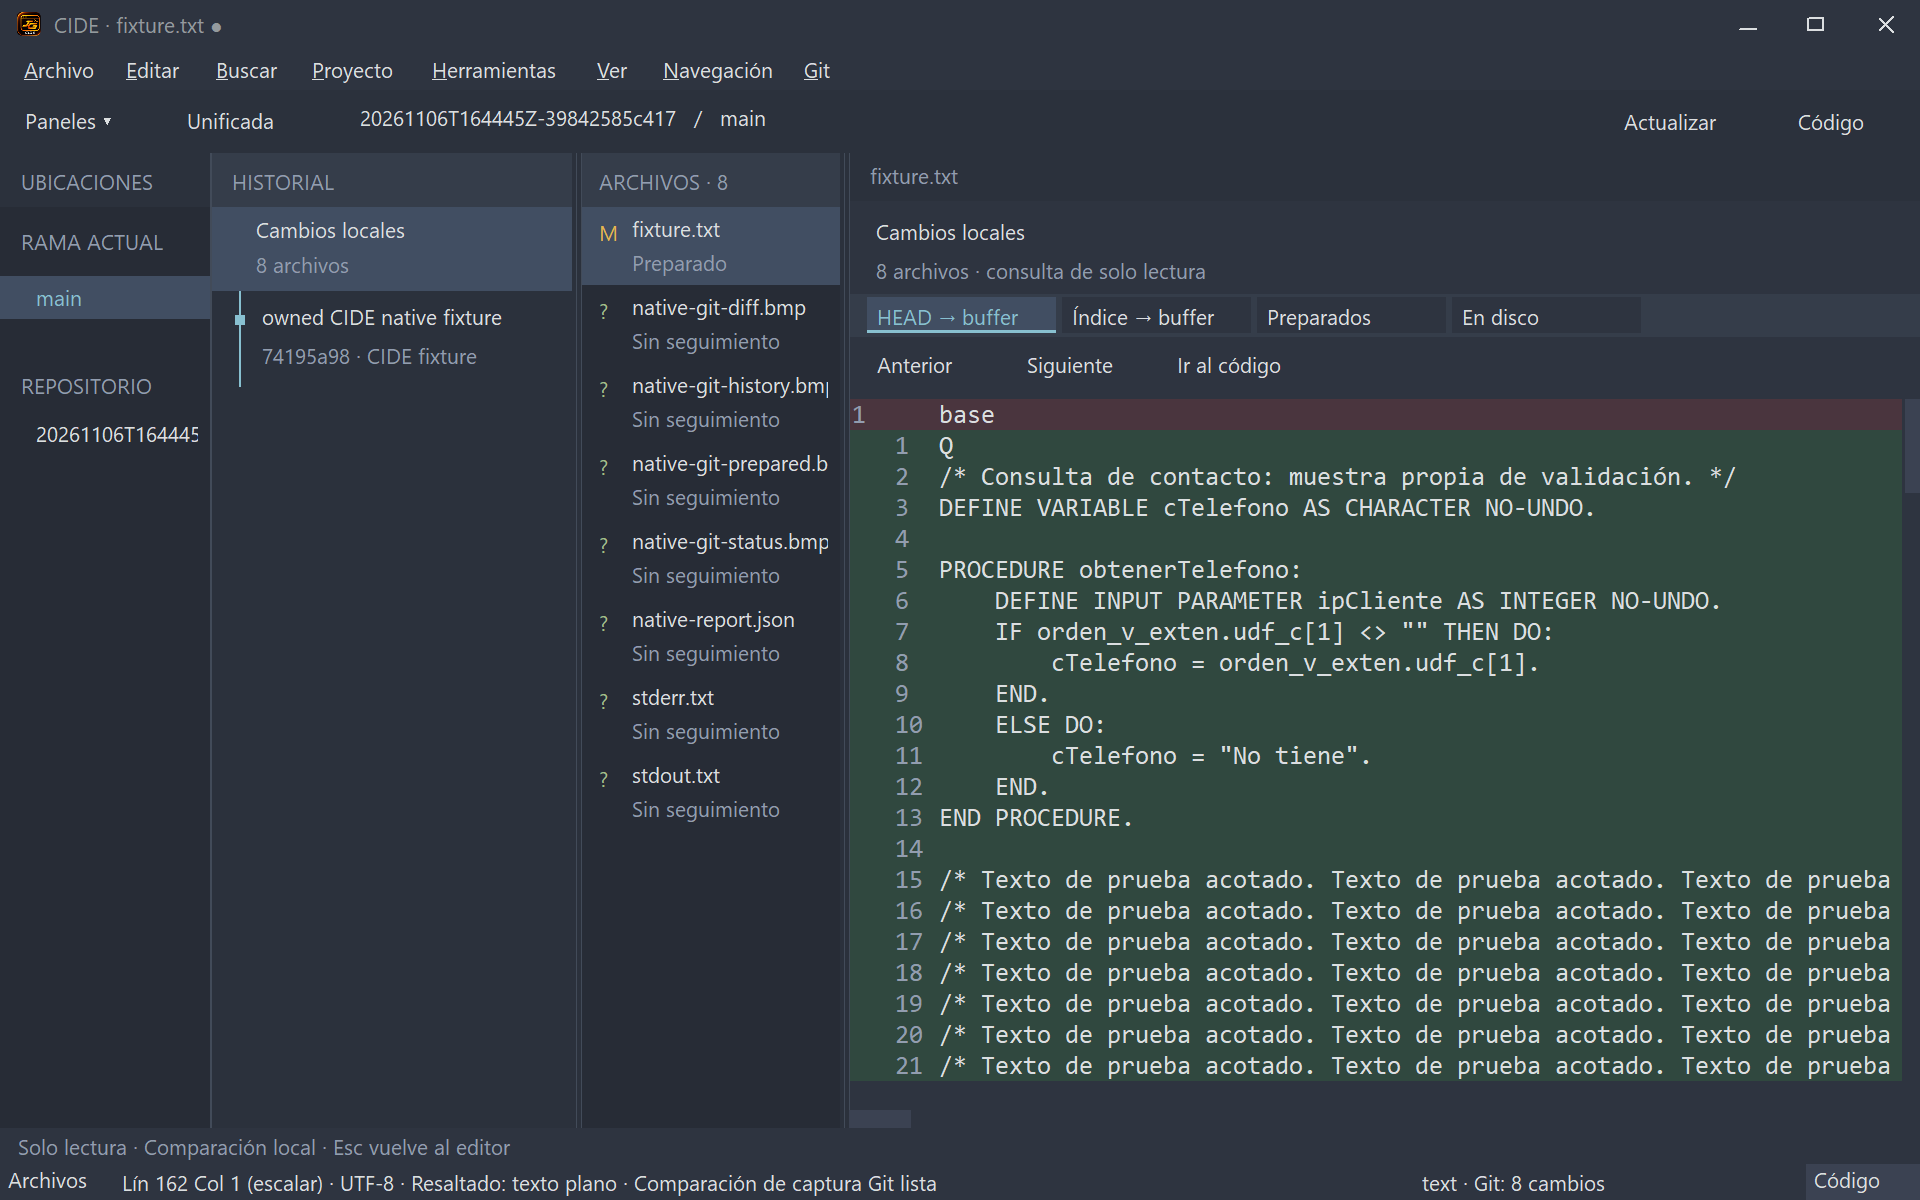 CIDE · fixture.txt ●
Archivo Editar Buscar Proyecto Herramientas Ver Navegación Git
Paneles ▾ Unificada 20261106T164445Z-39842585c417 / main Actualizar Código
UBICACIONES
RAMA ACTUAL
main
REPOSITORIO
20261106T164445
HISTORIAL
Cambios locales
8 archivos
owned CIDE native fixture
74195a98 · CIDE fixture
ARCHIVOS · 8
M fixture.txt
Preparado
? native-git-diff.bmp
Sin seguimiento
? native-git-history.bmp
Sin seguimiento
? native-git-prepared.b
Sin seguimiento
? native-git-status.bmp
Sin seguimiento
? native-report.json
Sin seguimiento
? stderr.txt
Sin seguimiento
? stdout.txt
Sin seguimiento
fixture.txt
Cambios locales
8 archivos · consulta de solo lectura
HEAD → buffer Índice → buffer Preparados En disco
Anterior Siguiente Ir al código
1 base
1 Q
2 /* Consulta de contacto: muestra propia de validación. */
3 DEFINE VARIABLE cTelefono AS CHARACTER NO-UNDO.
4
5 PROCEDURE obtenerTelefono:
6     DEFINE INPUT PARAMETER ipCliente AS INTEGER NO-UNDO.
7     IF orden_v_exten.udf_c[1] <> "" THEN DO:
8         cTelefono = orden_v_exten.udf_c[1].
9     END.
10     ELSE DO:
11         cTelefono = "No tiene".
12     END.
13 END PROCEDURE.
14
15 /* Texto de prueba acotado. Texto de prueba acotado. Texto de prueba
16 /* Texto de prueba acotado. Texto de prueba acotado. Texto de prueba
17 /* Texto de prueba acotado. Texto de prueba acotado. Texto de prueba
18 /* Texto de prueba acotado. Texto de prueba acotado. Texto de prueba
19 /* Texto de prueba acotado. Texto de prueba acotado. Texto de prueba
20 /* Texto de prueba acotado. Texto de prueba acotado. Texto de prueba
21 /* Texto de prueba acotado. Texto de prueba acotado. Texto de prueba
Solo lectura · Comparación local · Esc vuelve al editor
Archivos Lín 162 Col 1 (escalar) · UTF-8 · Resaltado: texto plano · Comparación de captura Git lista text · Git: 8 cambios Código